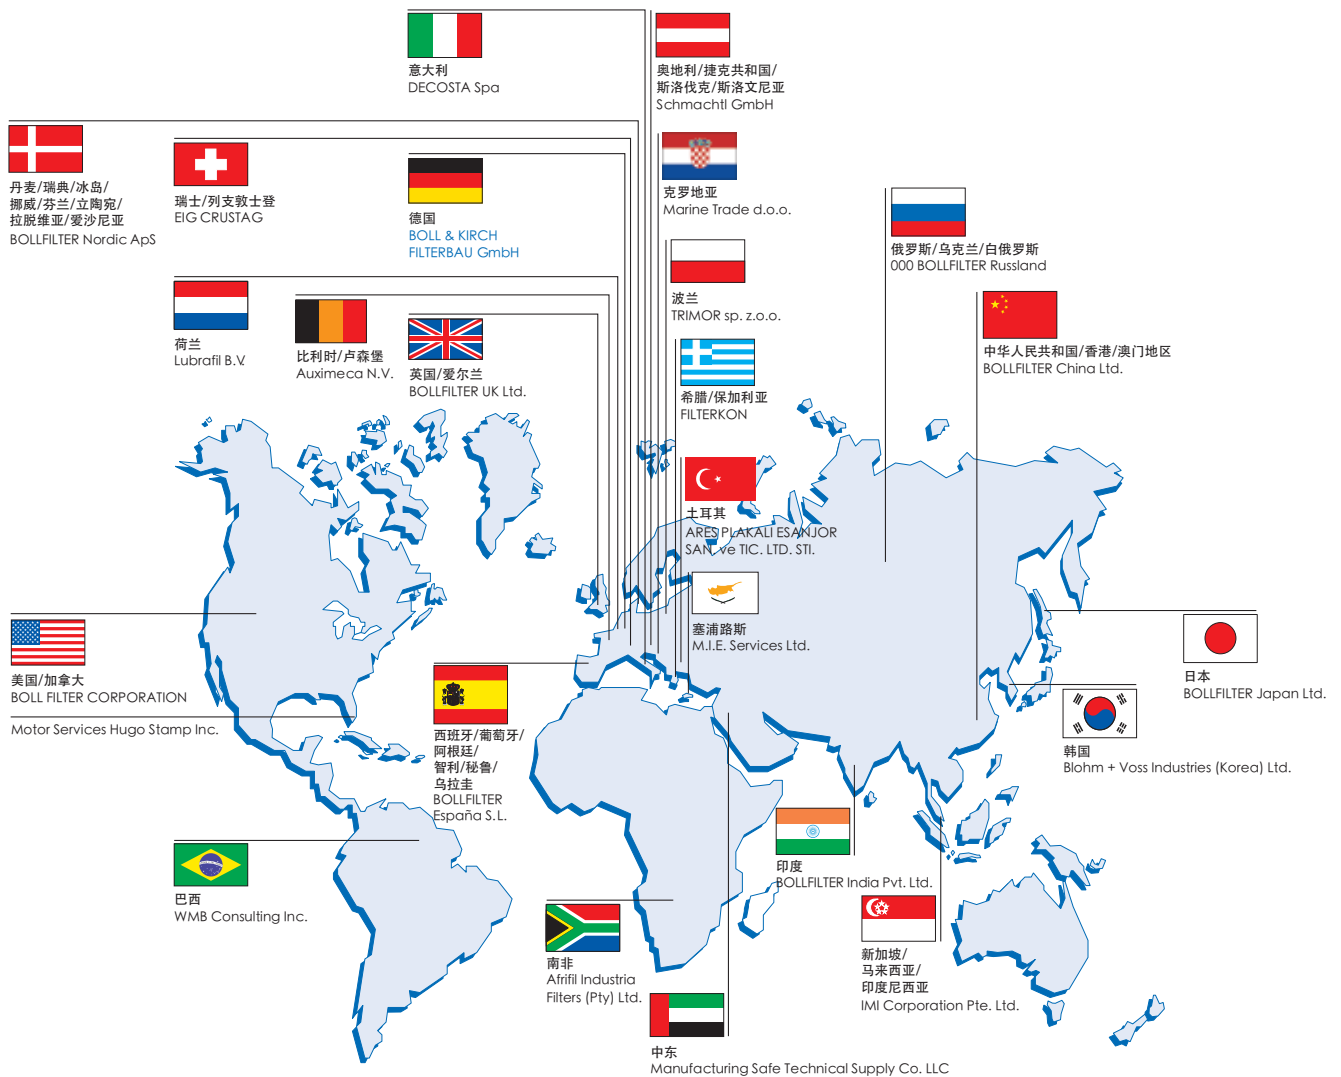 意大利
DECOSTA Spa
奥地利/捷克共和国/
斯洛伐克/斯洛文尼亚
Schmachtl GmbH
丹麦/瑞典/冰岛/
挪威/芬兰/立陶宛/
拉脱维亚/爱沙尼亚
BOLLFILTER Nordic ApS
瑞士/列支敦士登
EIG CRUSTAG
德国
BOLL & KIRCH
FILTERBAU GmbH
克罗地亚
Marine Trade d.o.o.
俄罗斯/乌克兰/白俄罗斯
000 BOLLFILTER Russland
荷兰
Lubrafil B.V.
比利时/卢森堡
Auximeca N.V.
英国/爱尔兰
BOLLFILTER UK Ltd.
波兰
TRIMOR sp. z.o.o.
中华人民共和国/香港/澳门地区
BOLLFILTER China Ltd.
希腊/保加利亚
FILTERKON
土耳其
ARES PLAKALI ESANJOR
SAN. ve TIC. LTD. STI.
塞浦路斯
M.I.E. Services Ltd.
美国/加拿大
BOLL FILTER CORPORATION
Motor Services Hugo Stamp Inc.
西班牙/葡萄牙/
阿根廷/
智利/秘鲁/
乌拉圭
BOLLFILTER
España S.L.
日本
BOLLFILTER Japan Ltd.
韩国
Blohm + Voss Industries (Korea) Ltd.
巴西
WMB Consulting Inc.
印度
BOLLFILTER India Pvt. Ltd.
南非
Afrifil Industria
Filters (Pty) Ltd.
新加坡/
马来西亚/
印度尼西亚
IMI Corporation Pte. Ltd.
中东
Manufacturing Safe Technical Supply Co. LLC